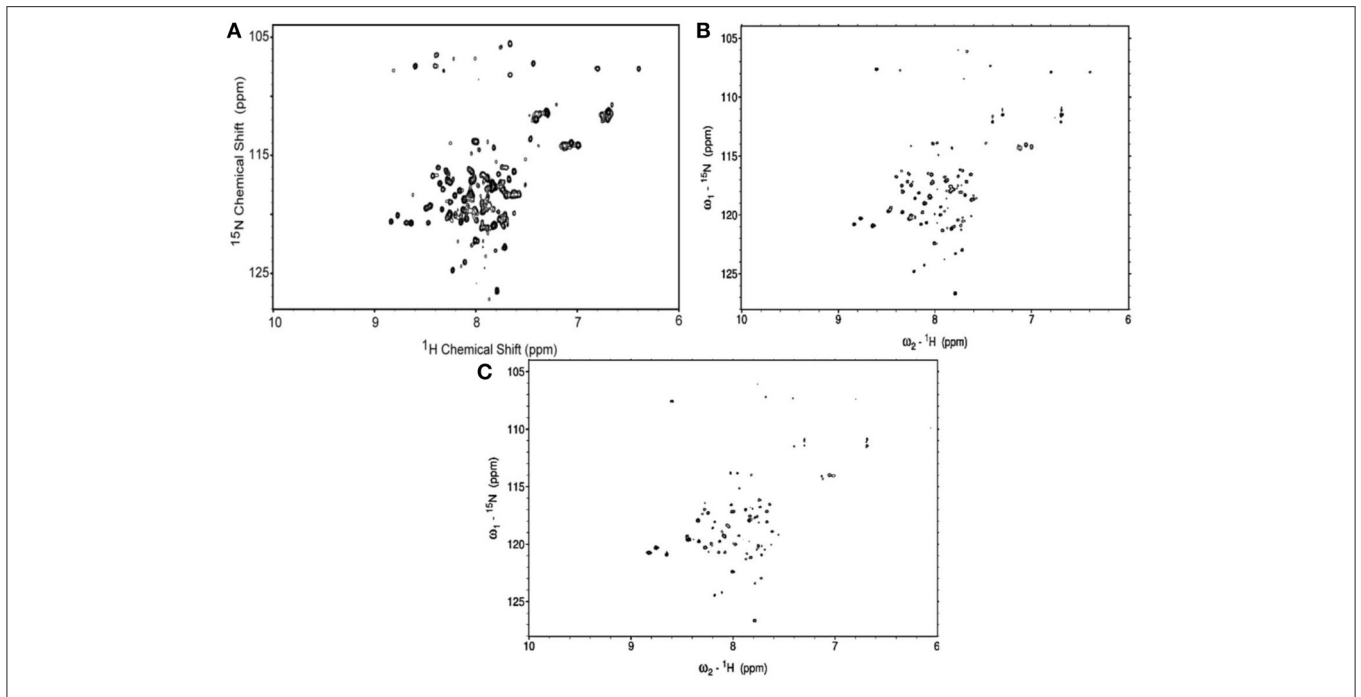 A
105
115
125
15N Chemical Shift (ppm)
10 9 8 7 6
1H Chemical Shift (ppm)
B
105
110
115
120
125
ω1 - 15N (ppm)
10 9 8 7 6
ω2 - 1H (ppm)
C
105
110
115
120
125
ω1 - 15N (ppm)
10 9 8 7 6
ω2 - 1H (ppm)